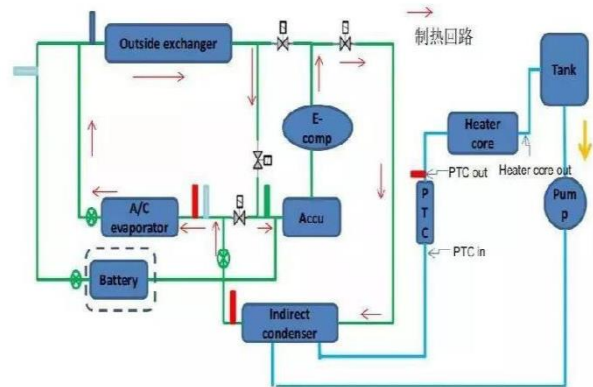 制热回路
Outside exchanger
Tank
Heater
core
E-
comp
PTC out
Heater core out
P
T
C
Pum
p
A/C
evaporator
Accu
PTC in
Battery
Indirect
condenser